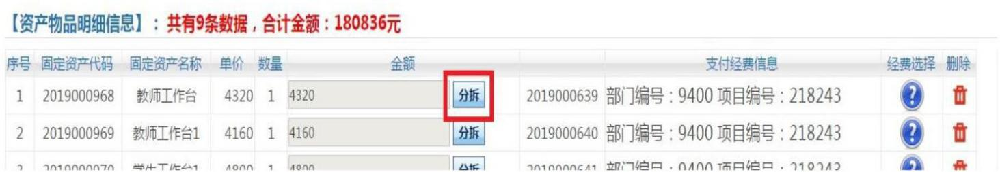 【资产物品明细信息】：共有9条数据，合计金额：180836元
序号 固定资产代码 固定资产名称 单价 数量 金额 支付经费信息 经费选择 删除
1 2019000968 教师工作台 4320 1 4320 分拆 2019000639 部门编号：9400 项目编号：218243 ?
2 2019000969 教师工作台1 4160 1 4160 分拆 2019000640 部门编号：9400 项目编号：218243 ?
3 2019000970 学生工作台1 4800 1 4800 分拆 2019000641 部门编号：9400 项目编号：218243